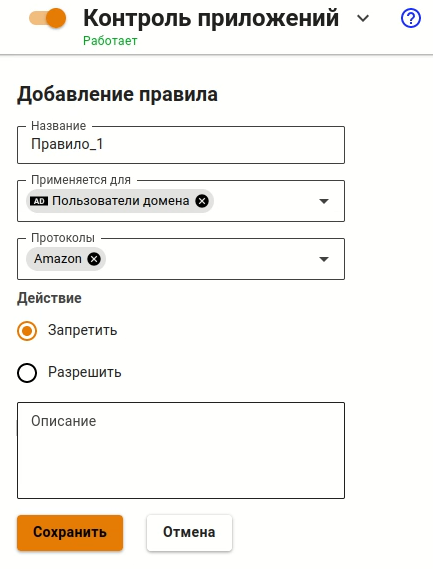 Контроль приложений
Работает
Добавление правила
Название
Правило_1
Применяется для
AD Пользователи домена
Протоколы
Amazon
Действие
Запретить
Разрешить
Описание
Сохранить Отмена